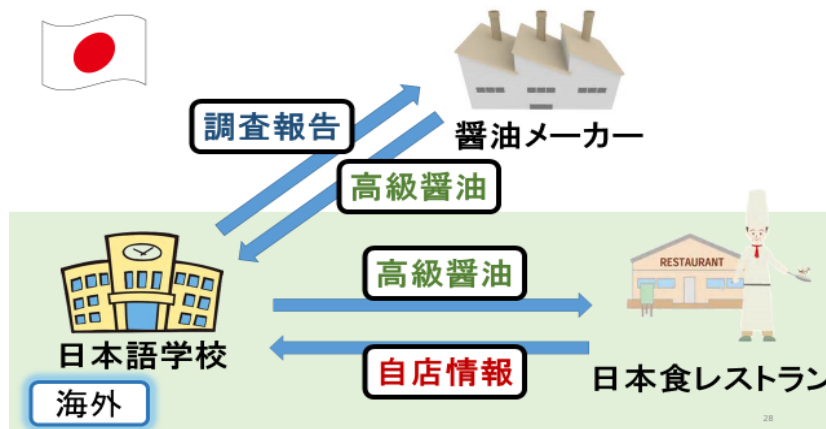 調査報告
醤油メーカー
高級醤油
高級醤油
RESTAURANT
日本語学校
自店情報
日本食レストラン
海外
28